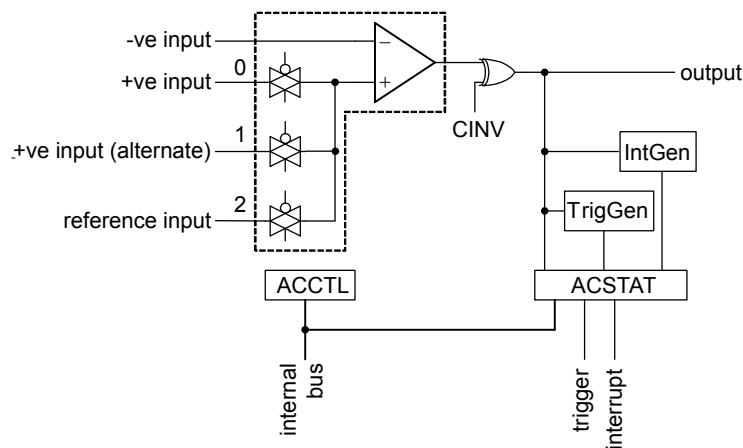 -ve input
−
0
+ve input
+
output
CINV
1
+ve input (alternate)
IntGen
2
reference input
TrigGen
ACCTL
ACSTAT
internal
bus
trigger
interrupt